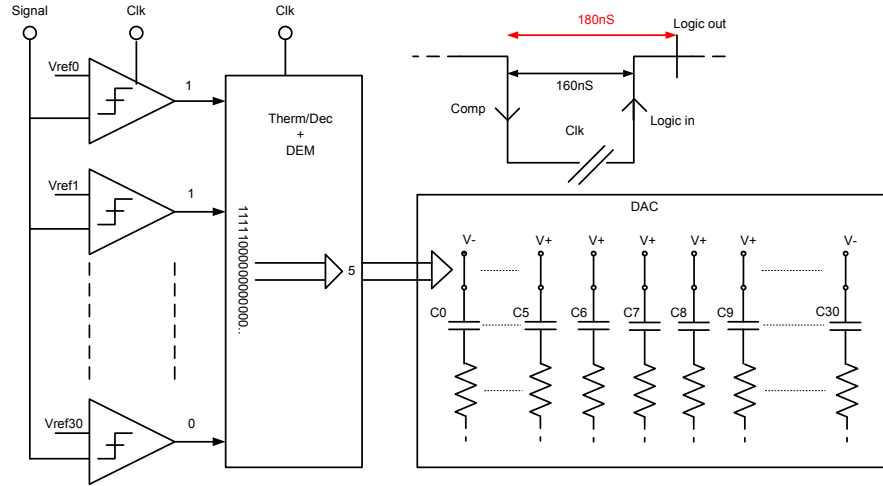 Signal
Clk
Clk
180nS
Logic out
Vref0
1
160nS
Comp
Clk
Logic in
Therm/Dec
+
DEM
Vref1
1
1111100000000000000..
5
DAC
V-
V+
V+
V+
V+
V+
V-
C0
C5
C6
C7
C8
C9
C30
Vref30
0